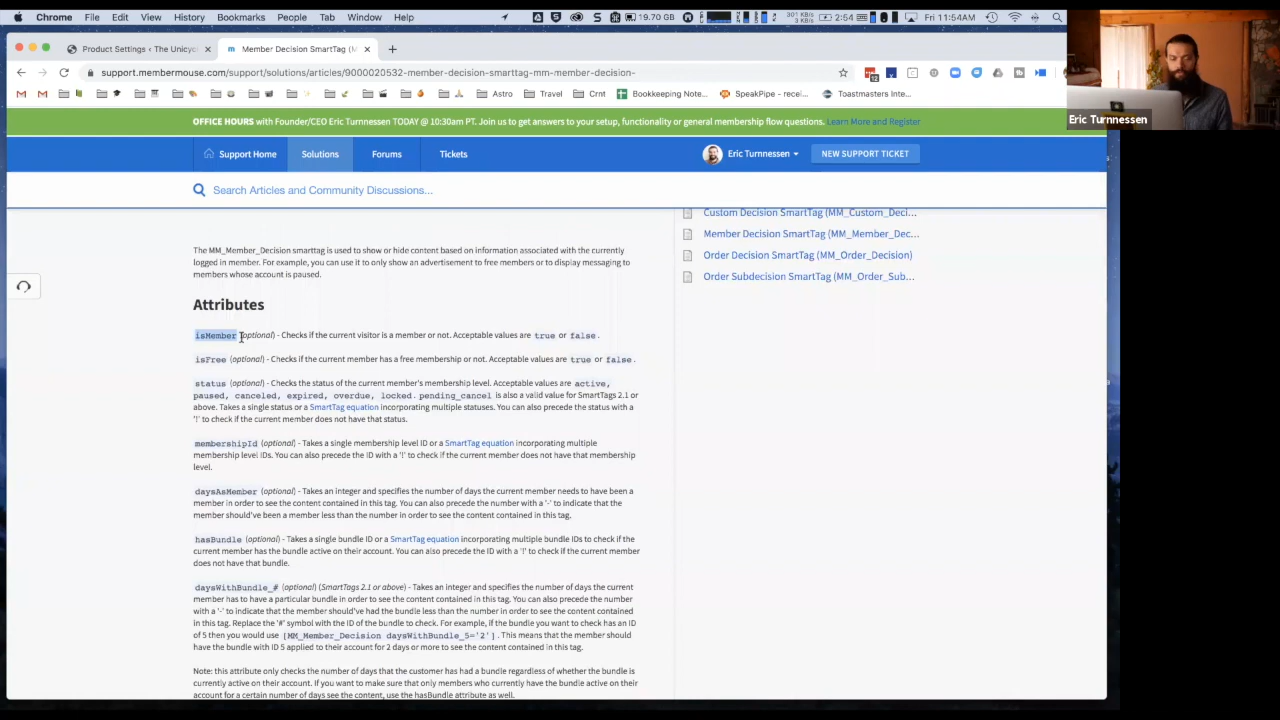 Chrome File Edit View History Bookmarks People Tab Window Help 19.70 GB 2:54 Fri 11:54AM
Product Settings ‹ The Unicyc
Member Decision SmartTag (M
support.membermouse.com/support/solutions/articles/9000020532-member-decision-smarttag-mm-member-decision-
Astro Travel Crnt Bookkeeping Note... SpeakPipe - recei... Toastmasters Inte...
Eric Turnnessen
OFFICE HOURS with Founder/CEO Eric Turnnessen TODAY @ 10:30am PT. Join us to get answers to your setup, functionality or general membership flow questions. Learn More and Register
Support Home Solutions Forums Tickets Eric Turnnessen NEW SUPPORT TICKET
Search Articles and Community Discussions...
Custom Decision SmartTag (MM_Custom_Deci...
Member Decision SmartTag (MM_Member_Dec...
Order Decision SmartTag (MM_Order_Decision)
Order Subdecision SmartTag (MM_Order_Sub...
The MM_Member_Decision smarttag is used to show or hide content based on information associated with the currently
logged in member. For example, you can use it to only show an advertisement to free members or to display messaging to
members whose account is paused.
Attributes
isMember (optional) - Checks if the current visitor is a member or not. Acceptable values are true or false.
isFree (optional) - Checks if the current member has a free membership or not. Acceptable values are true or false.
status (optional) - Checks the status of the current member's membership level. Acceptable values are active,
paused, canceled, expired, overdue, locked. pending_cancel is also a valid value for SmartTags 2.1 or
above. Takes a single status or a SmartTag equation incorporating multiple statuses. You can also precede the status with a
'!' to check if the current member does not have that status.
membershipId (optional) - Takes a single membership level ID or a SmartTag equation incorporating multiple
membership level IDs. You can also precede the ID with a '!' to check if the current member does not have that membership
level.
daysAsMember (optional) - Takes an integer and specifies the number of days the current member needs to have been a
member in order to see the content contained in this tag. You can also precede the number with a '-' to indicate that the
member should've been a member less than the number in order to see the content contained in this tag.
hasBundle (optional) - Takes a single bundle ID or a SmartTag equation incorporating multiple bundle IDs to check if the
current member has the bundle active on their account. You can also precede the ID with a '!' to check if the current member
does not have that bundle.
daysWithBundle_# (optional) (SmartTags 2.1 or above) - Takes an integer and specifies the number of days the current
member has to have a particular bundle in order to see the content contained in this tag. You can also precede the number
with a '-' to indicate that the member should've had the bundle less than the number in order to see the content contained
in this tag. Replace the '#' symbol with the ID of the bundle to check. For example, if the bundle you want to check has an ID
of 5 then you would use [MM_Member_Decision daysWithBundle_5='2']. This means that the member should
have the bundle with ID 5 applied to their account for 2 days or more to see the content contained in this tag.
Note: this attribute only checks the number of days that the customer has had a bundle regardless of whether the bundle is
currently active on their account. If you want to make sure that only members who currently have the bundle active on their
account for a certain number of days see the content, use the hasBundle attribute as well.